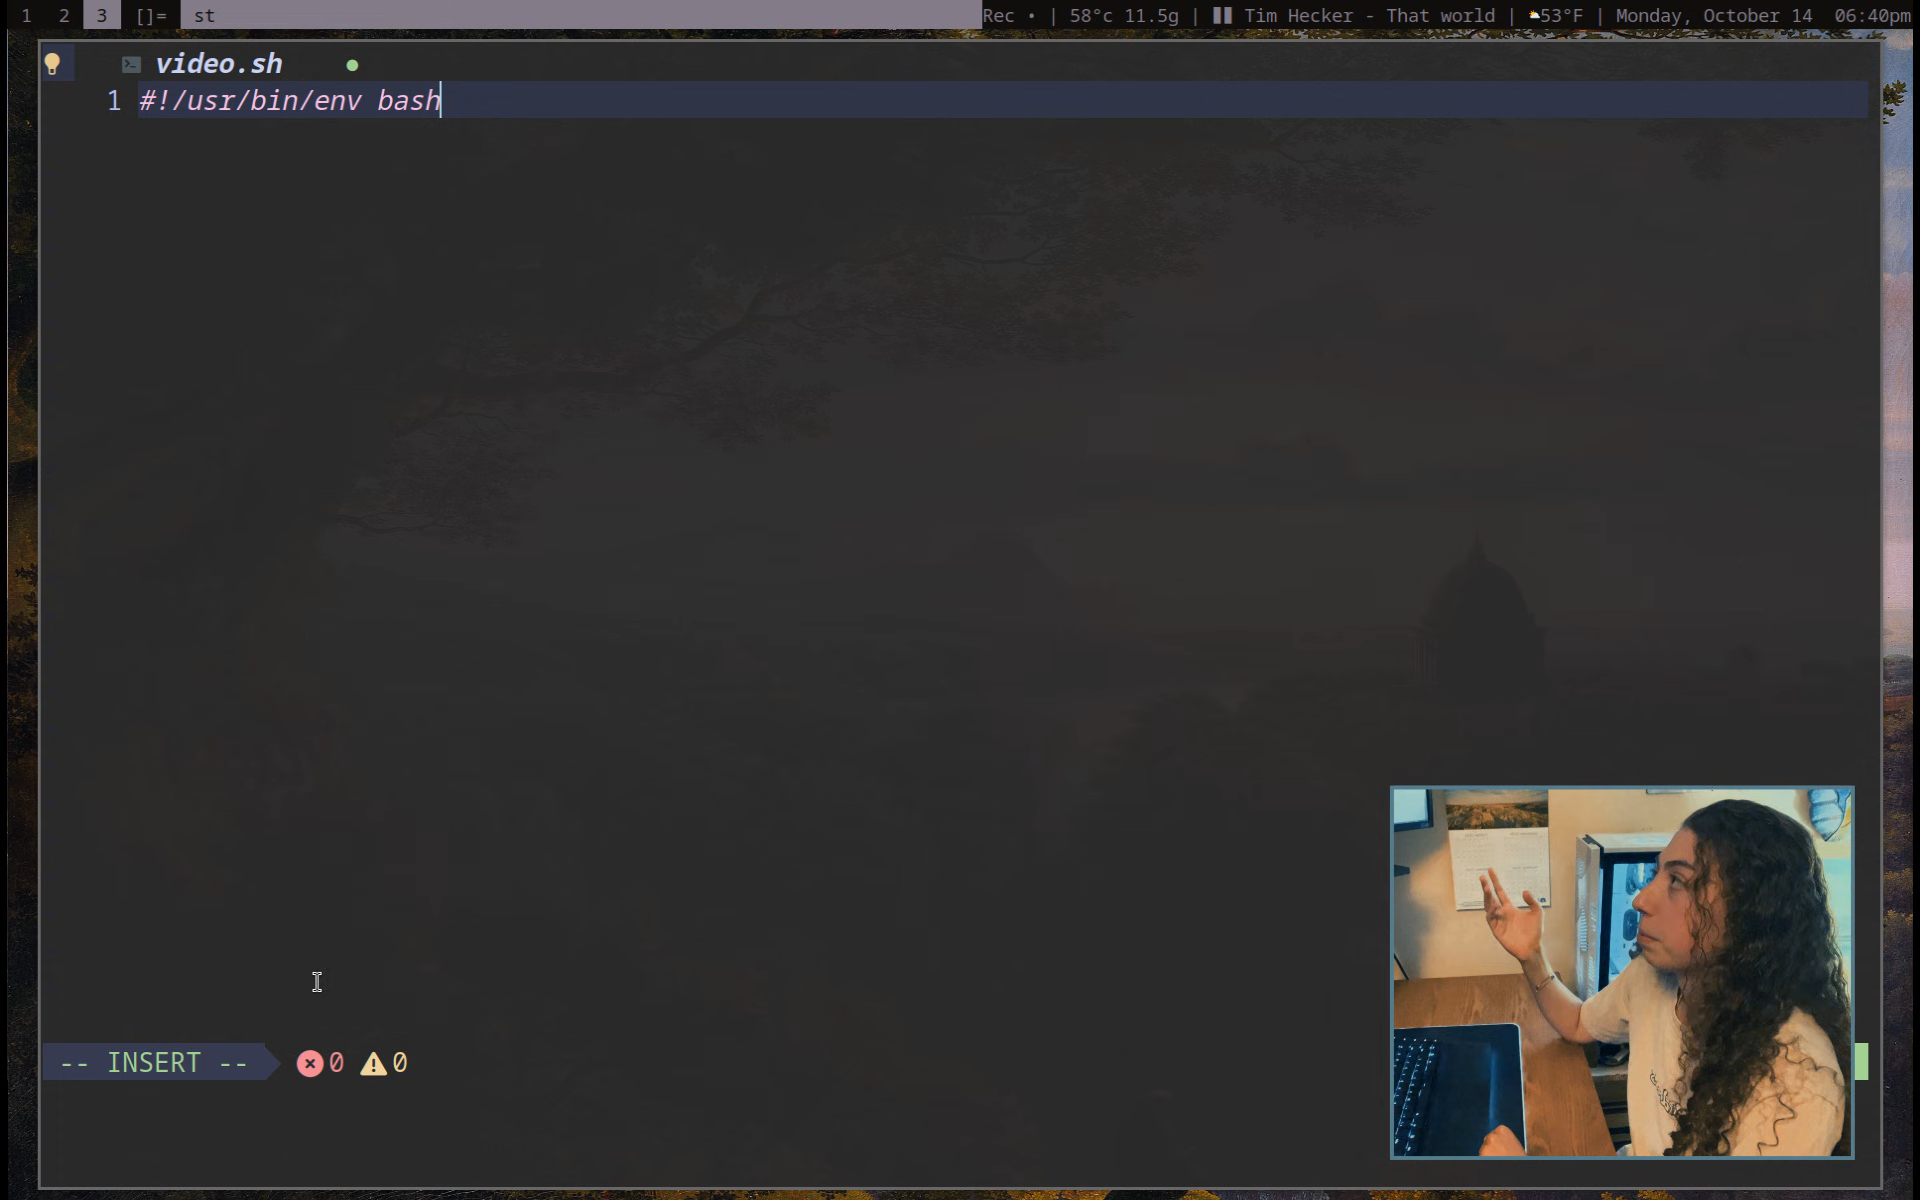 1 2 3 []= st Rec • | 58°c 11.5g | Tim Hecker - That world | 53°F | Monday, October 14 06:40pm
video.sh
1 #!/usr/bin/env bash
-- INSERT -- 0 0